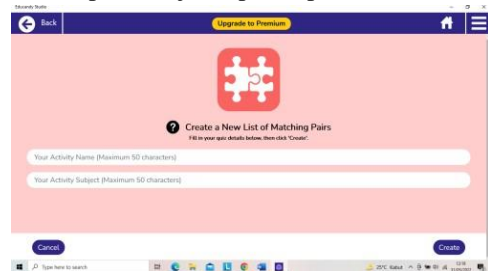 Educandy Studio
Back
Upgrade to Premium
? Create a New List of Matching Pairs
Fill in your quiz details below, then click 'Create'.
Your Activity Name (Maximum 50 characters)
Your Activity Subject (Maximum 50 characters)
Cancel
Create
Type here to search
25°C Kabut